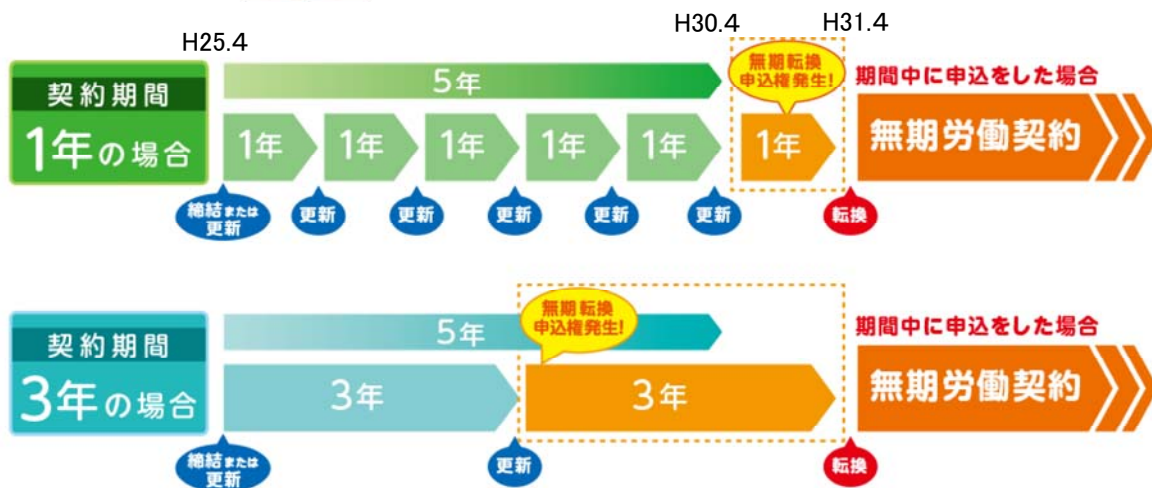 H25.4
H30.4
H31.4
契約期間
1年の場合
5年
無期転換
申込権発生!
期間中に申込をした場合
1年
1年
1年
1年
1年
1年
無期労働契約
締結または
更新
更新
更新
更新
更新
更新
転換
契約期間
3年の場合
5年
無期転換
申込権発生!
期間中に申込をした場合
3年
3年
無期労働契約
締結または
更新
更新
転換